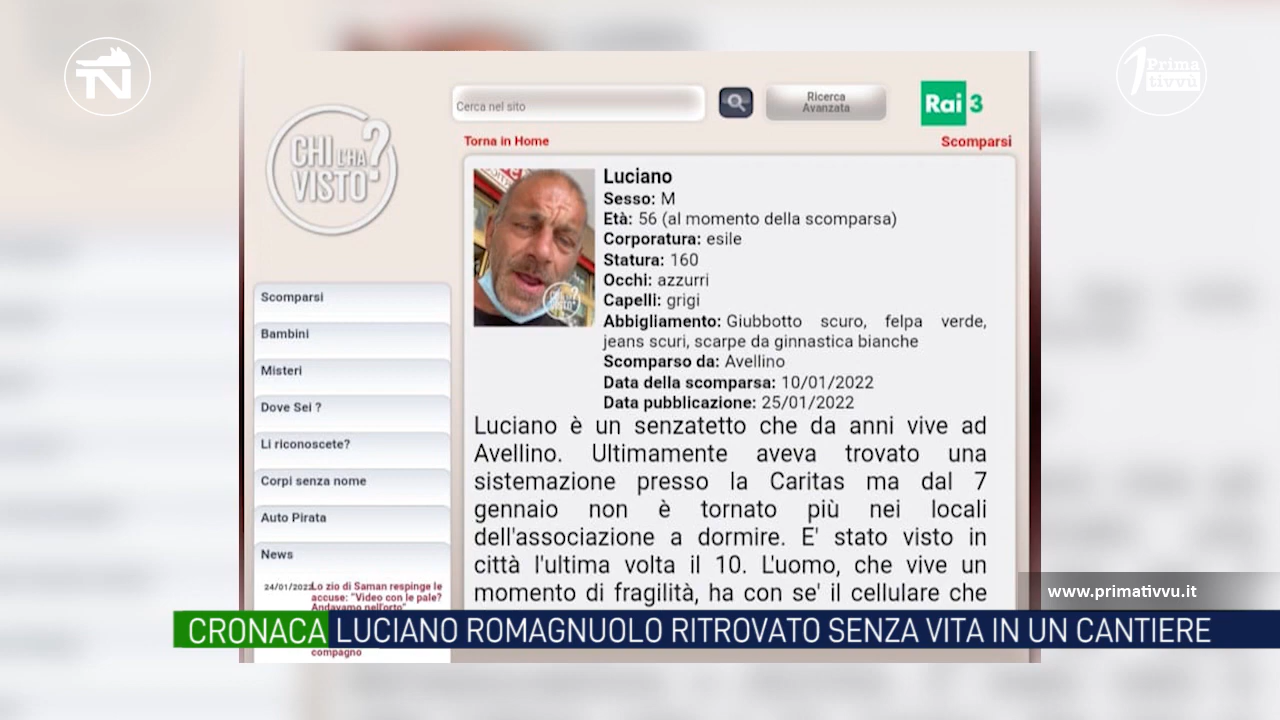 TN
1 Prima
tivvù
Cerca nel sito
Ricerca
Avanzata
Rai 3
CHI L'HA
VISTO?
Torna in Home
Scomparsi
Luciano
Sesso: M
Età: 56 (al momento della scomparsa)
Corporatura: esile
Statura: 160
Occhi: azzurri
Capelli: grigi
Abbigliamento: Giubbotto scuro, felpa verde,
jeans scuri, scarpe da ginnastica bianche
Scomparso da: Avellino
Data della scomparsa: 10/01/2022
Data pubblicazione: 25/01/2022
CHI L'HA
VISTO?
Luciano è un senzatetto che da anni vive ad
Avellino. Ultimamente aveva trovato una
sistemazione presso la Caritas ma dal 7
gennaio non è tornato più nei locali
dell'associazione a dormire. E' stato visto in
città l'ultima volta il 10. L'uomo, che vive un
momento di fragilità, ha con se' il cellulare che
Scomparsi
Bambini
Misteri
Dove Sei ?
Li riconoscete?
Corpi senza nome
Auto Pirata
News
24/01/2022 Lo zio di Saman respinge le
accuse: "Video con le pale?
Andavamo nell'orto"
compagno
www.primativvu.it
CRONACA LUCIANO ROMAGNUOLO RITROVATO SENZA VITA IN UN CANTIERE